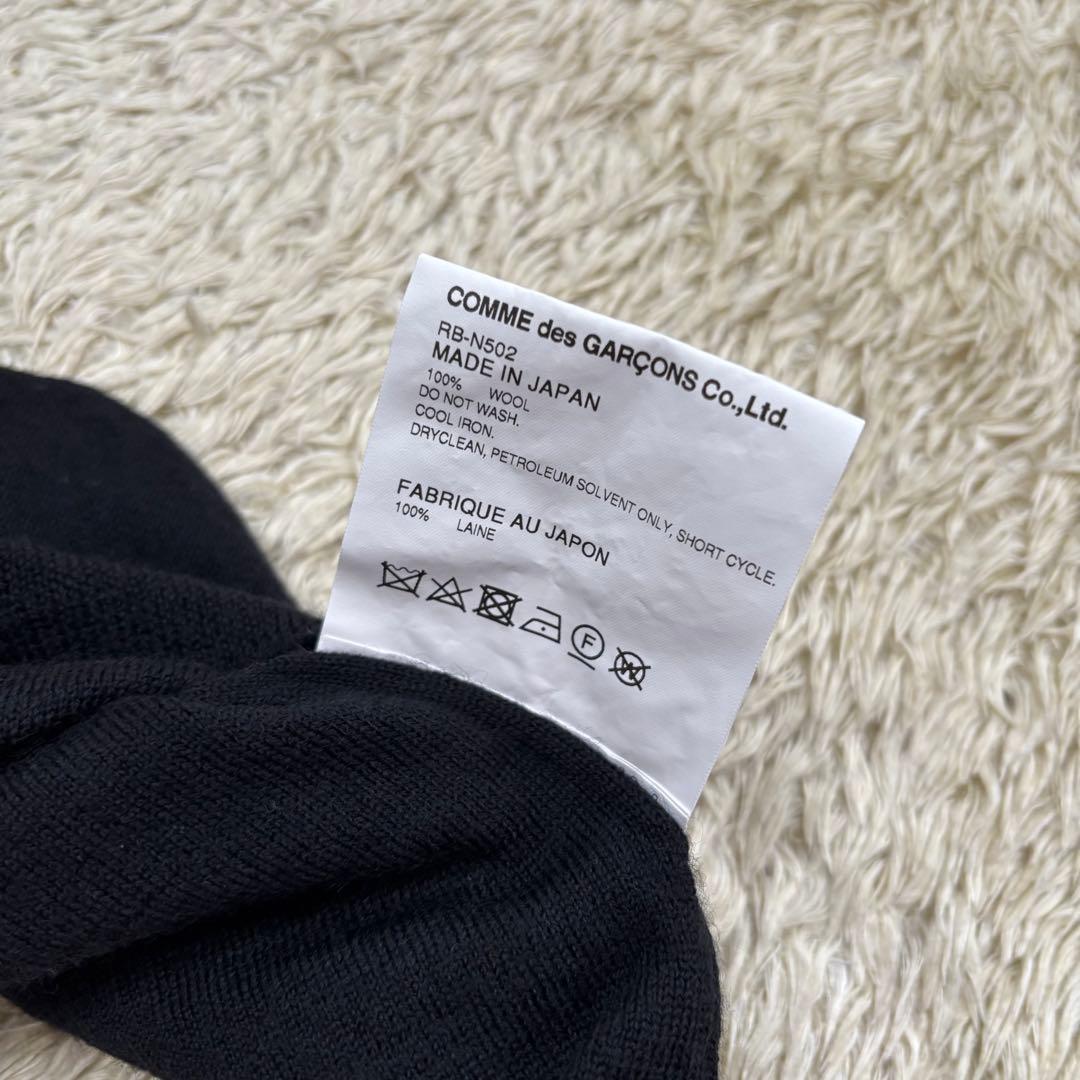 COMME des GARÇONS Co.,Ltd.
RB-N502
MADE IN JAPAN
100% WOOL
DO NOT WASH.
COOL IRON.
DRYCLEAN, PETROLEUM SOLVENT ONLY, SHORT CYCLE.
FABRIQUE AU JAPON
100% LAINE
F W